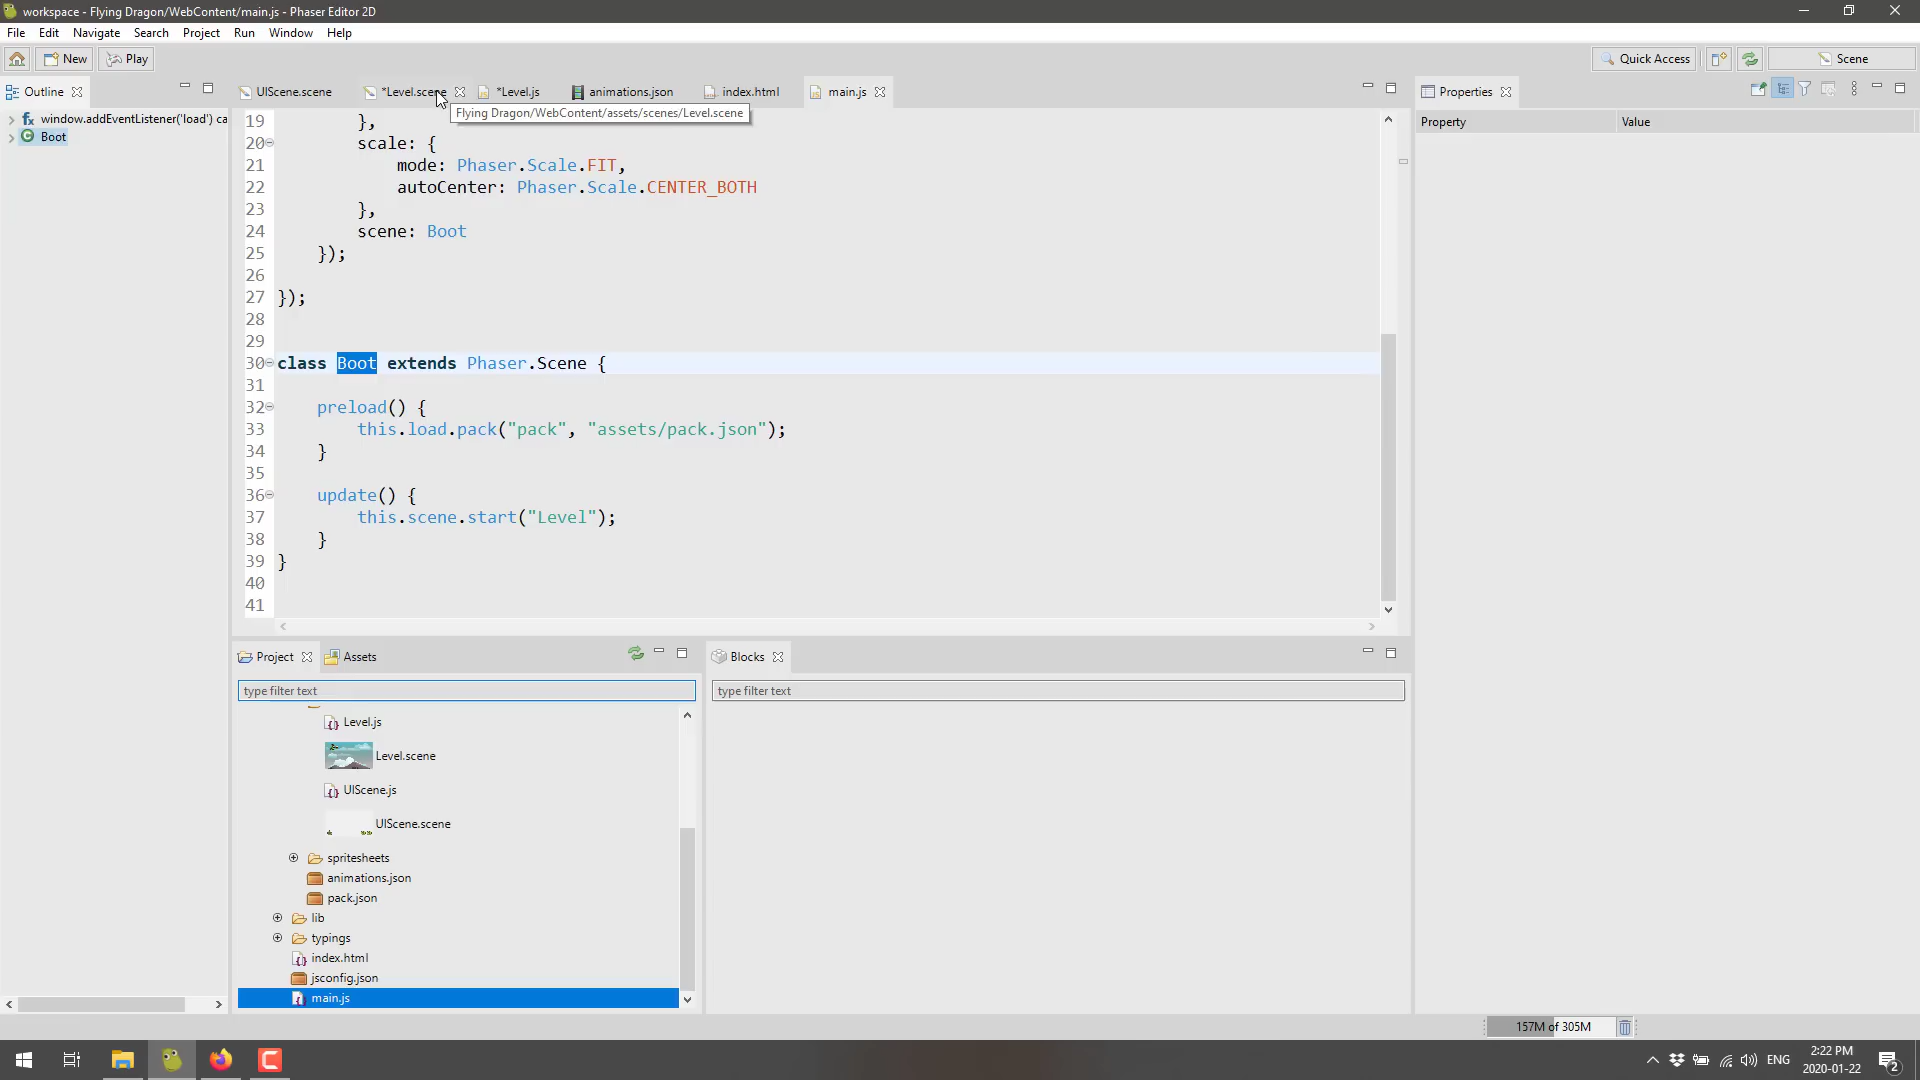 workspace - Flying Dragon/WebContent/main.js - Phaser Editor 2D
File Edit Navigate Search Project Run Window Help
New Play Quick Access Scene
Outline UIScene.scene *Level.scene *Level.js animations.json index.html main.js Properties
Flying Dragon/WebContent/assets/scenes/Level.scene
Property Value
window.addEventListener('load') ca
Boot
19 },
20 scale: {
21 mode: Phaser.Scale.FIT,
22 autoCenter: Phaser.Scale.CENTER_BOTH
23 },
24 scene: Boot
25 });
26
27 });
28
29
30 class Boot extends Phaser.Scene {
31
32 preload() {
33 this.load.pack("pack", "assets/pack.json");
34 }
35
36 update() {
37 this.scene.start("Level");
38 }
39 }
40
41
Project Assets
type filter text
Level.js
Level.scene
UIScene.js
UIScene.scene
spritesheets
animations.json
pack.json
lib
typings
index.html
jsconfig.json
main.js
Blocks
type filter text
157M of 305M
ENG
2:22 PM
2020-01-22
2